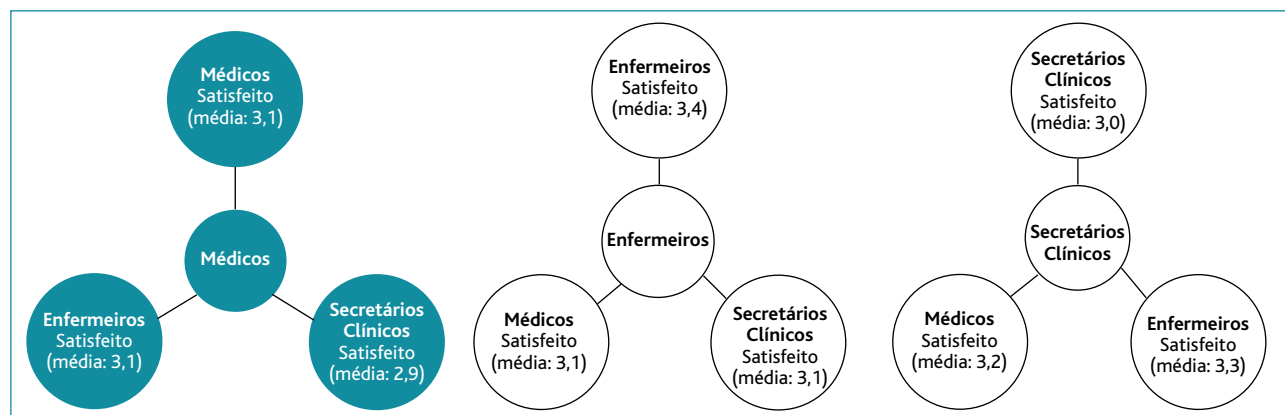 Médicos
Satisfeito
(média: 3,1)
Médicos
Enfermeiros
Satisfeito
(média: 3,1)
Secretários
Clínicos
Satisfeito
(média: 2,9)
Enfermeiros
Satisfeito
(média: 3,4)
Enfermeiros
Médicos
Satisfeito
(média: 3,1)
Secretários
Clínicos
Satisfeito
(média: 3,1)
Secretários
Clínicos
Satisfeito
(média: 3,0)
Secretários
Clínicos
Médicos
Satisfeito
(média: 3,2)
Enfermeiros
Satisfeito
(média: 3,3)